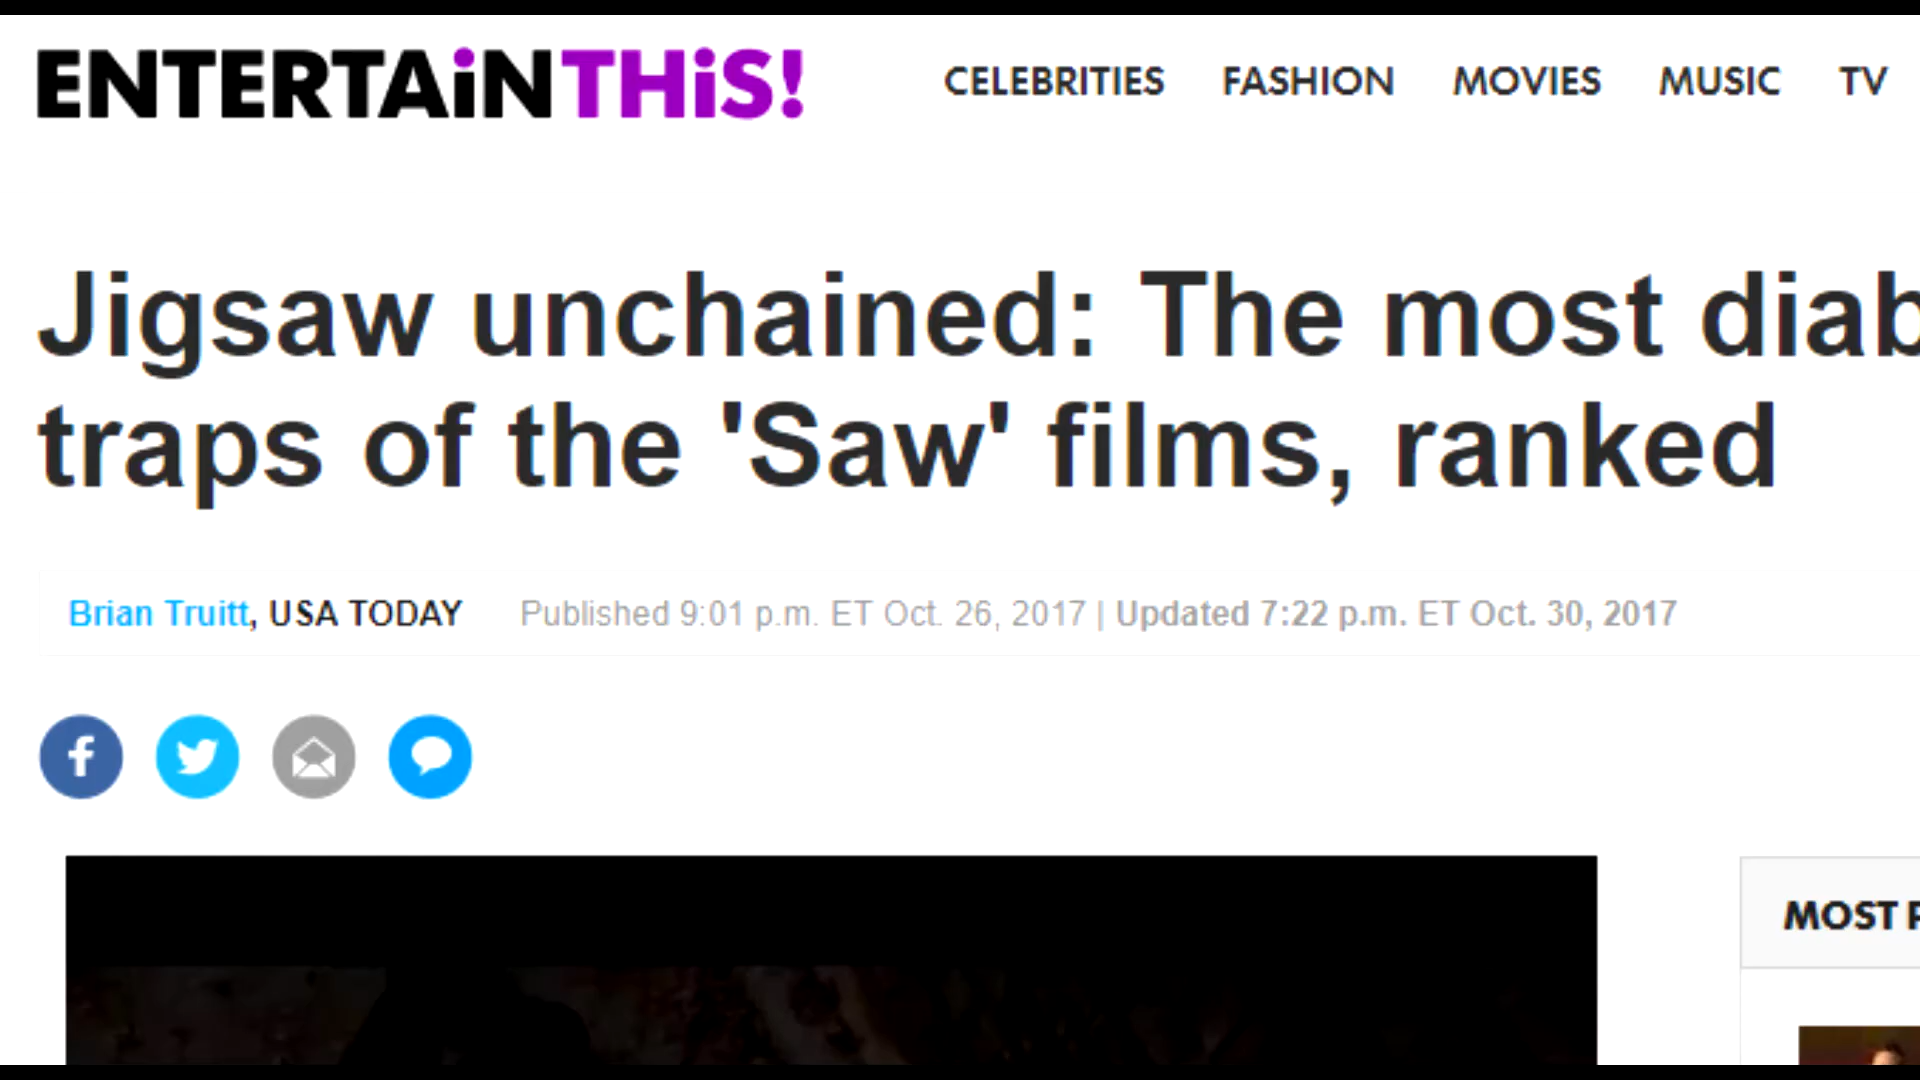 ENTERTAiNTHiS! CELEBRITIES FASHION MOVIES MUSIC TV
Jigsaw unchained: The most diab
traps of the 'Saw' films, ranked
Brian Truitt, USA TODAY Published 9:01 p.m. ET Oct. 26, 2017 | Updated 7:22 p.m. ET Oct. 30, 2017
MOST P